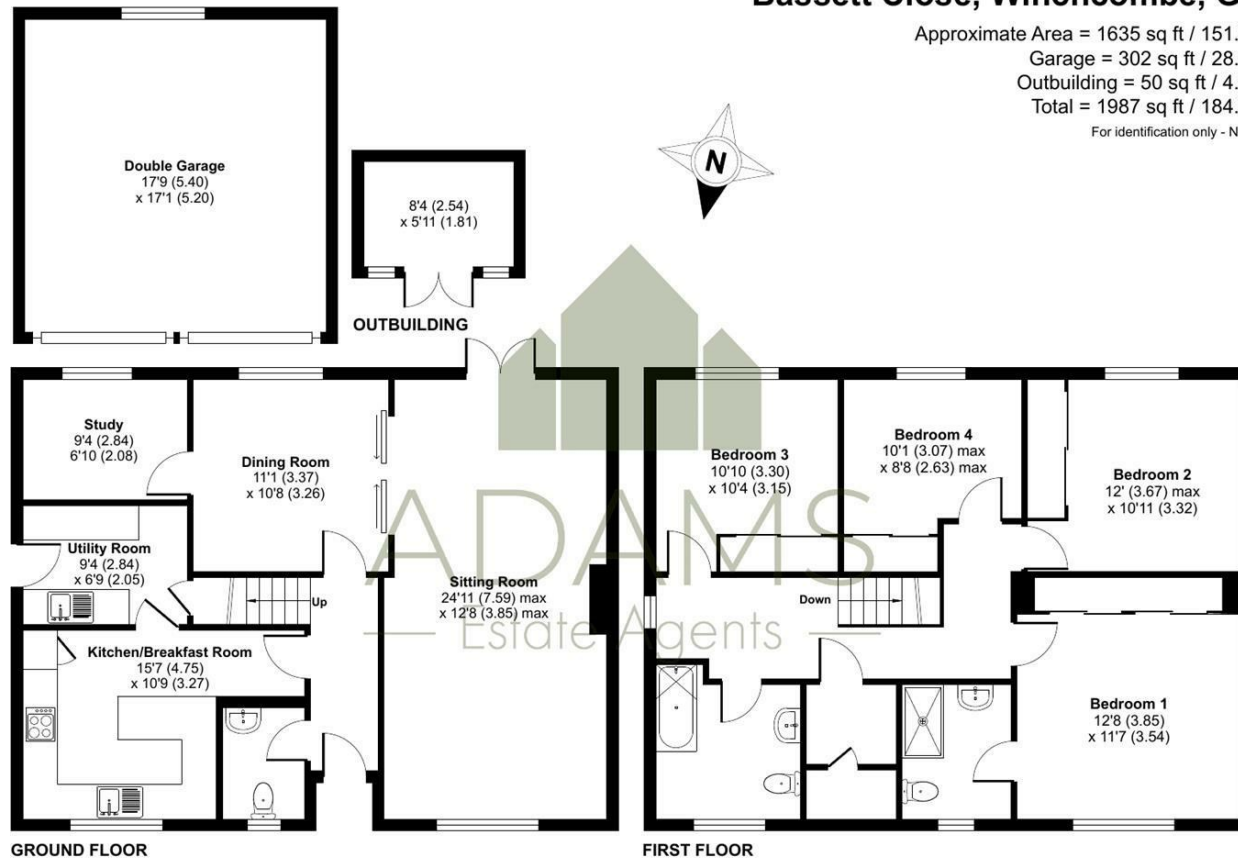 Bassett Close, Winchcombe, G
Approximate Area = 1635 sq ft / 151.
Garage = 302 sq ft / 28.
Outbuilding = 50 sq ft / 4.
Total = 1987 sq ft / 184.
For identification only - N
N
Double Garage
17'9 (5.40)
x 17'1 (5.20)
8'4 (2.54)
x 5'11 (1.81)
OUTBUILDING
Study
9'4 (2.84)
6'10 (2.08)
Dining Room
11'1 (3.37)
x 10'8 (3.26)
Utility Room
9'4 (2.84)
x 6'9 (2.05)
Up
Sitting Room
24'11 (7.59) max
x 12'8 (3.85) max
Kitchen/Breakfast Room
15'7 (4.75)
x 10'9 (3.27)
GROUND FLOOR
Bedroom 3
10'10 (3.30)
x 10'4 (3.15)
Bedroom 4
10'1 (3.07) max
x 8'8 (2.63) max
Bedroom 2
12' (3.67) max
x 10'11 (3.32)
Down
Bedroom 1
12'8 (3.85)
x 11'7 (3.54)
FIRST FLOOR
ADAMS
Estate Agents